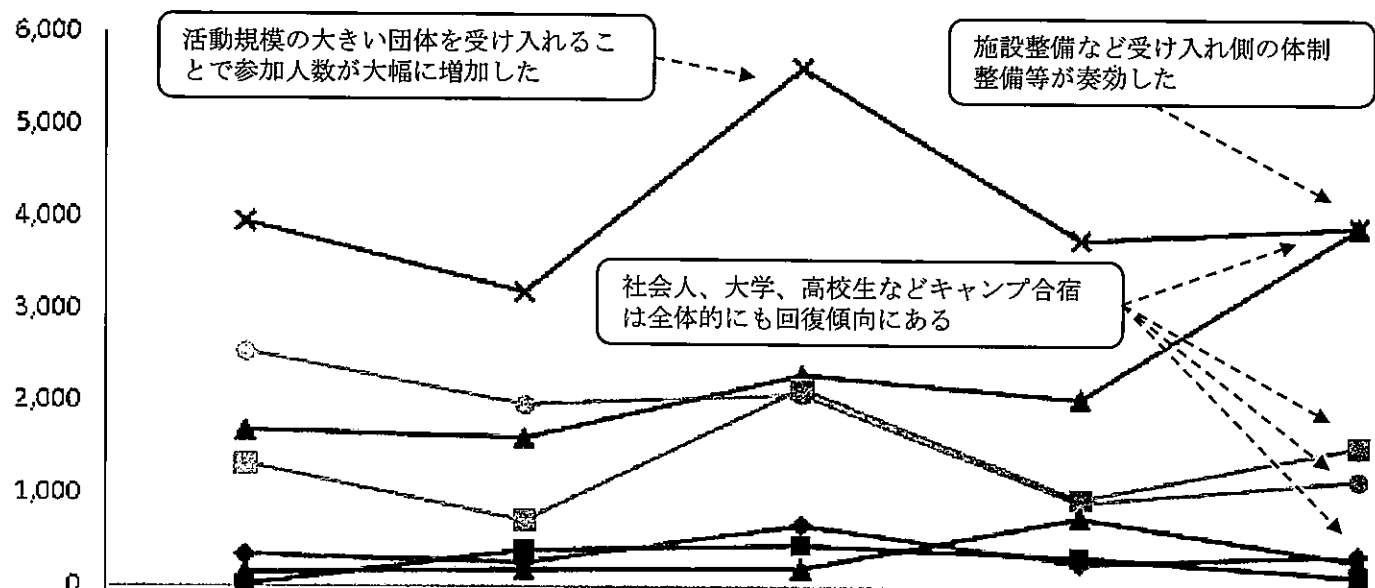 6,000
活動規模の大きい団体を受け入れるこ
とで参加人数が大幅に増加した
施設整備など受け入れ側の体制
整備等が奏効した
5,000
4,000
3,000
社会人、大学、高校生などキャンプ合宿
は全体的にも回復傾向にある
2,000
1,000
0